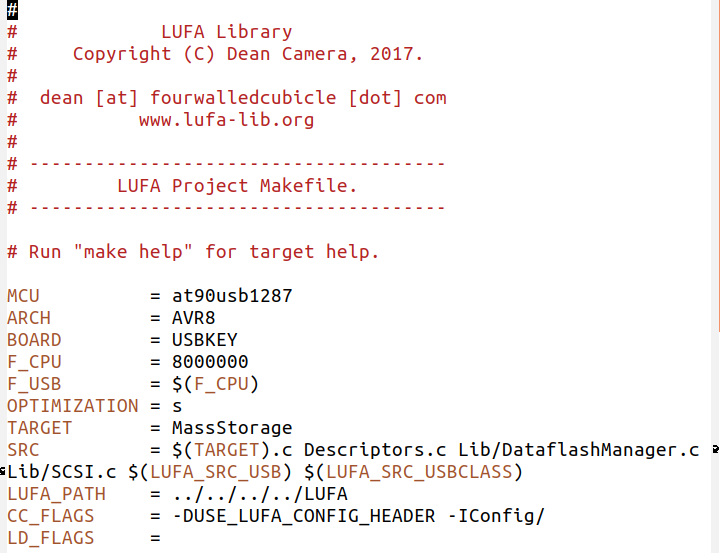 #
#             LUFA Library
#     Copyright (C) Dean Camera, 2017.
#
#  dean [at] fourwalledcubicle [dot] com
#           www.lufa-lib.org
#
# --------------------------------------
#         LUFA Project Makefile.
# --------------------------------------

# Run "make help" for target help.

MCU          = at90usb1287
ARCH         = AVR8
BOARD        = USBKEY
F_CPU        = 8000000
F_USB        = $(F_CPU)
OPTIMIZATION = s
TARGET       = MassStorage
SRC          = $(TARGET).c Descriptors.c Lib/DataflashManager.c
Lib/SCSI.c $(LUFA_SRC_USB) $(LUFA_SRC_USBCLASS)
LUFA_PATH    = ../../../../LUFA
CC_FLAGS     = -DUSE_LUFA_CONFIG_HEADER -IConfig/
LD_FLAGS     =